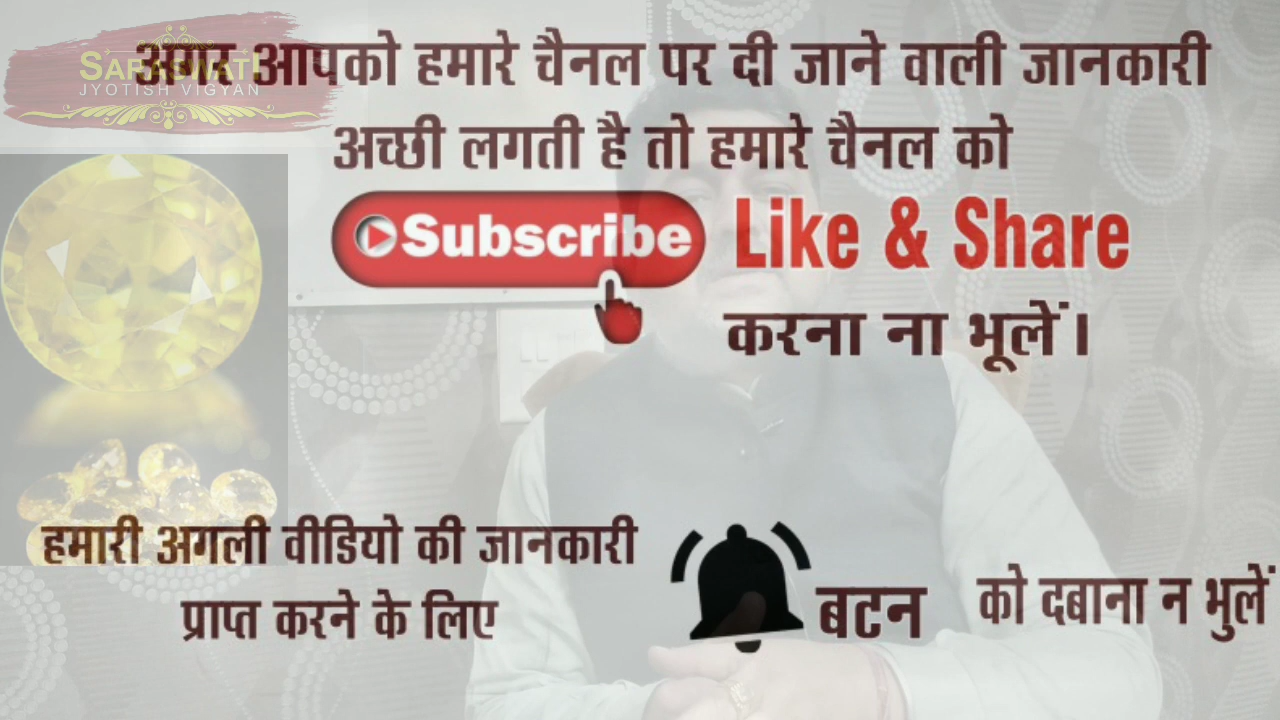 SARASWATI
JYOTISH VIGYAN
अगर आपको हमारे चैनल पर दी जाने वाली जानकारी
अच्छी लगती है तो हमारे चैनल को
Subscribe Like & Share
करना ना भूलें।
हमारी अगली वीडियो की जानकारी
प्राप्त करने के लिए
बटन को दबाना न भुलें